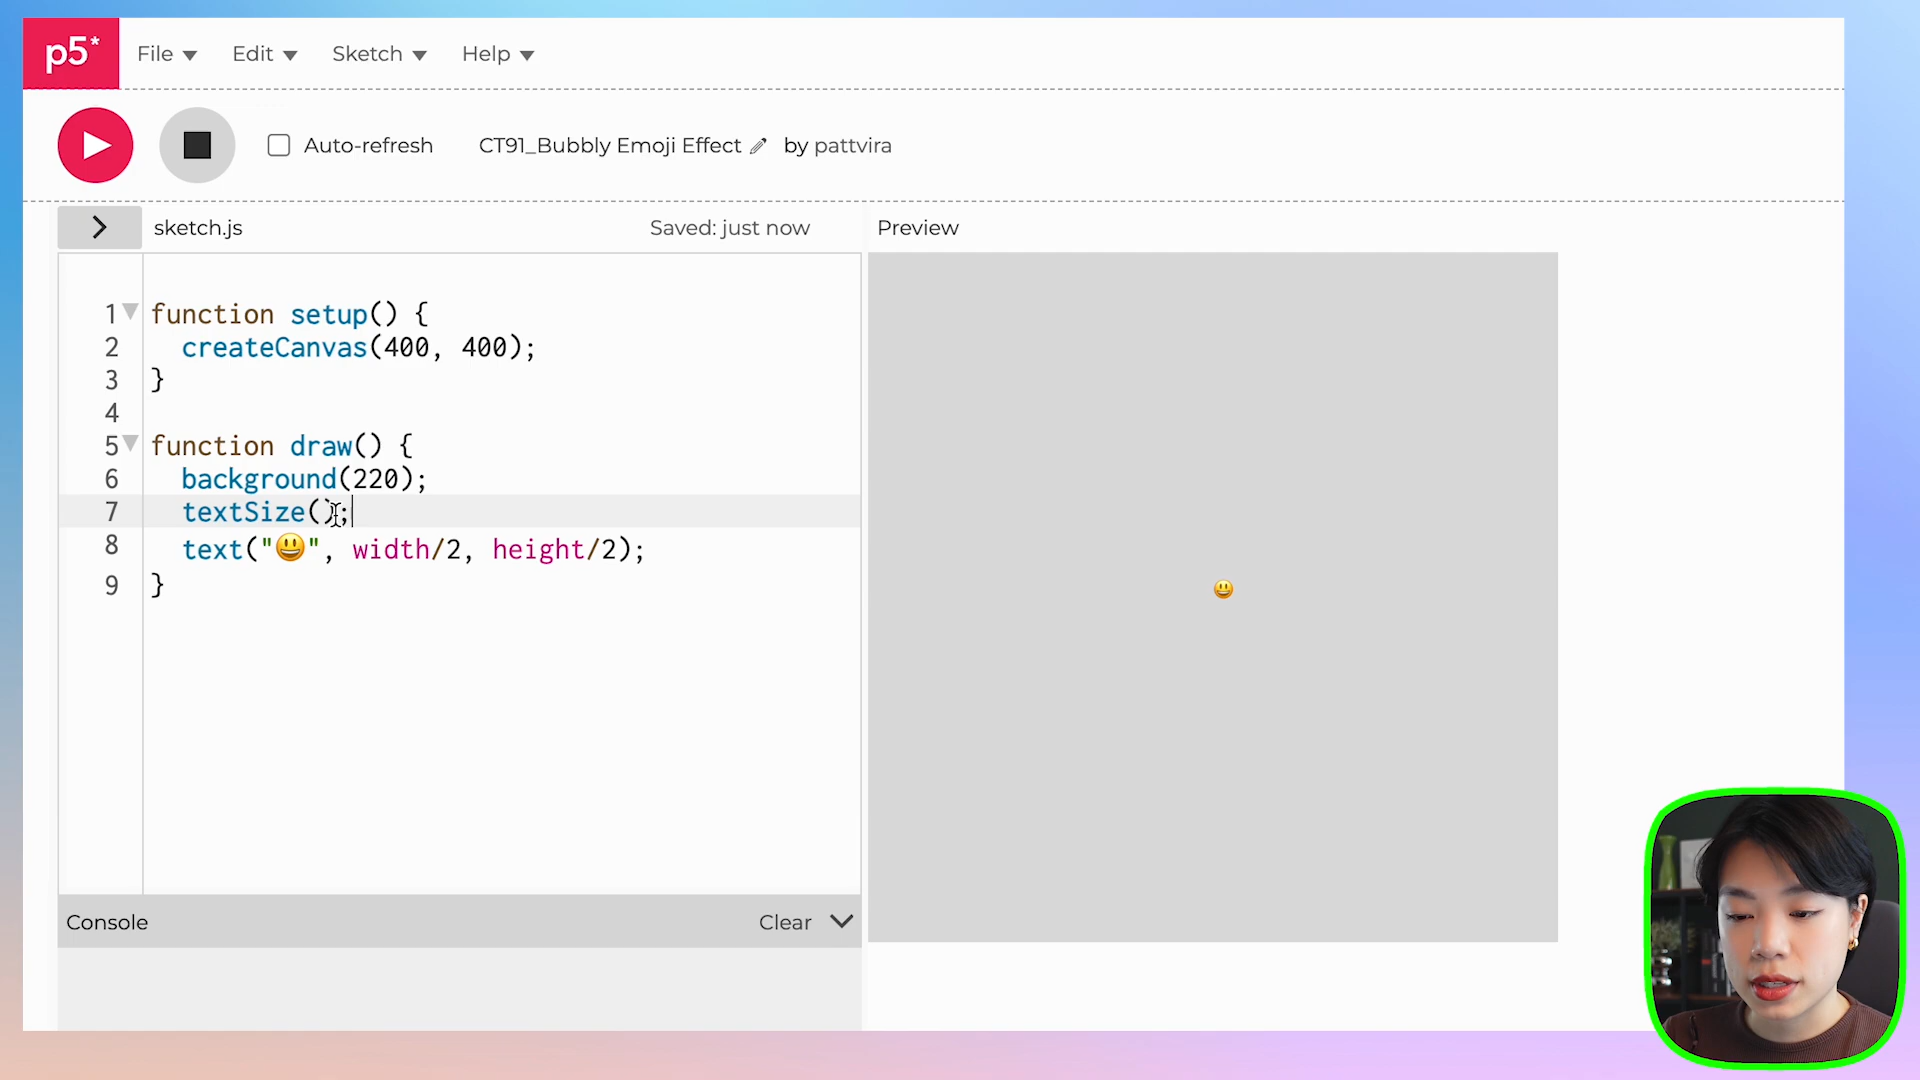 p5*
File
Edit
Sketch
Help
Auto-refresh
CT91_Bubbly Emoji Effect
by pattvira
sketch.js
Saved: just now
Preview
1 function setup() {
2   createCanvas(400, 400);
3 }
4
5 function draw() {
6   background(220);
7   textSize();
8   text("😃", width/2, height/2);
9 }
😃
Console
Clear